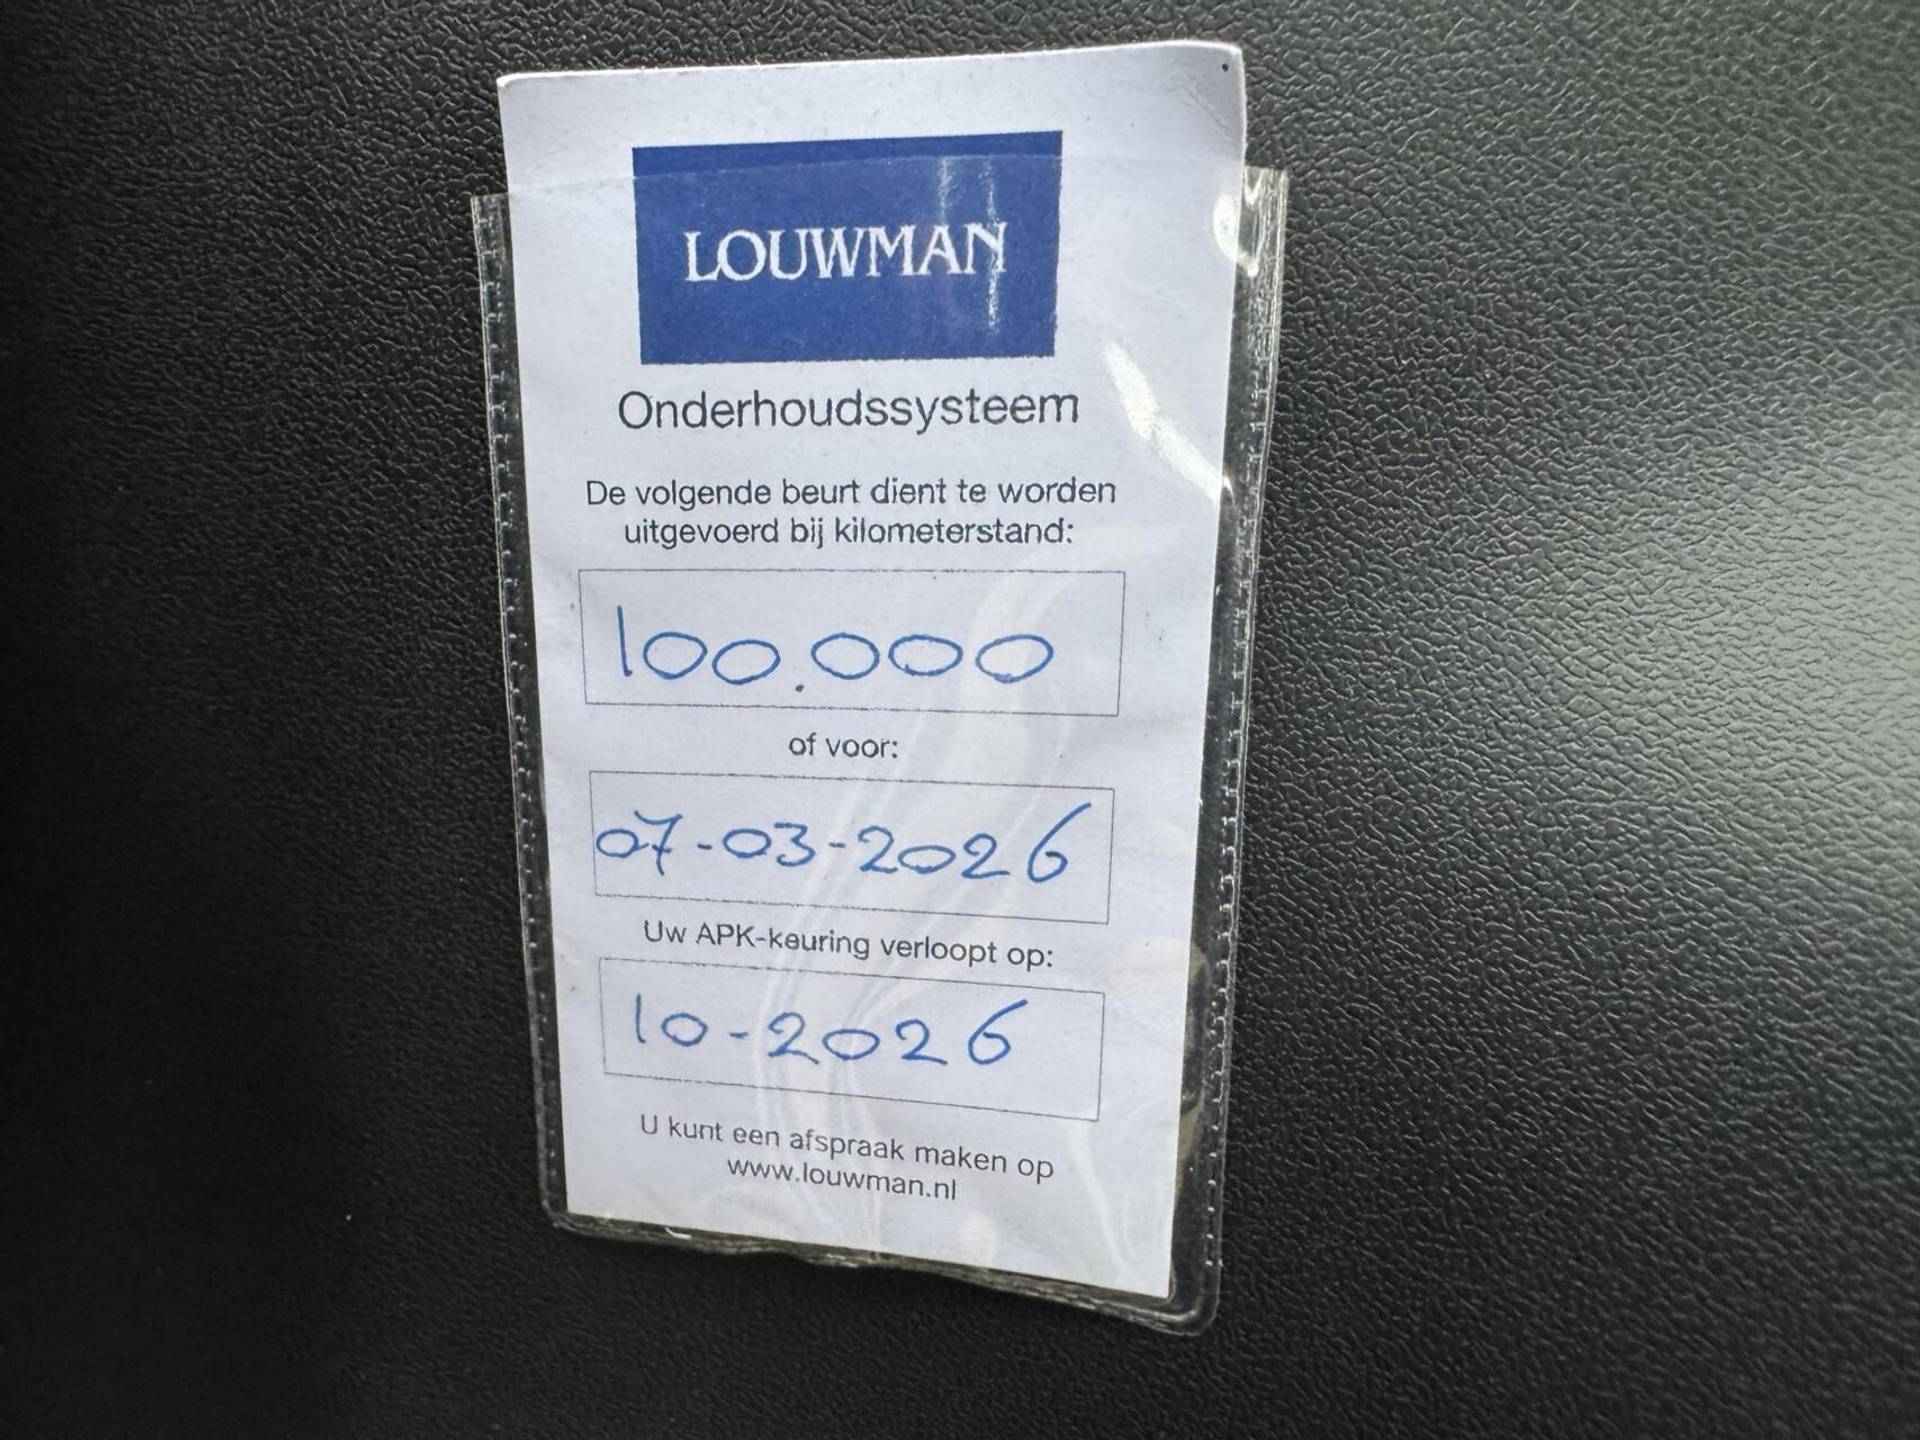 LOUWMAN
Onderhoudssysteem
De volgende beurt dient te worden
uitgevoerd bij kilometerstand:
100.000
of voor:
07-03-2026
Uw APK-keuring verloopt op:
10-2026
U kunt een afspraak maken op
www.louwman.nl